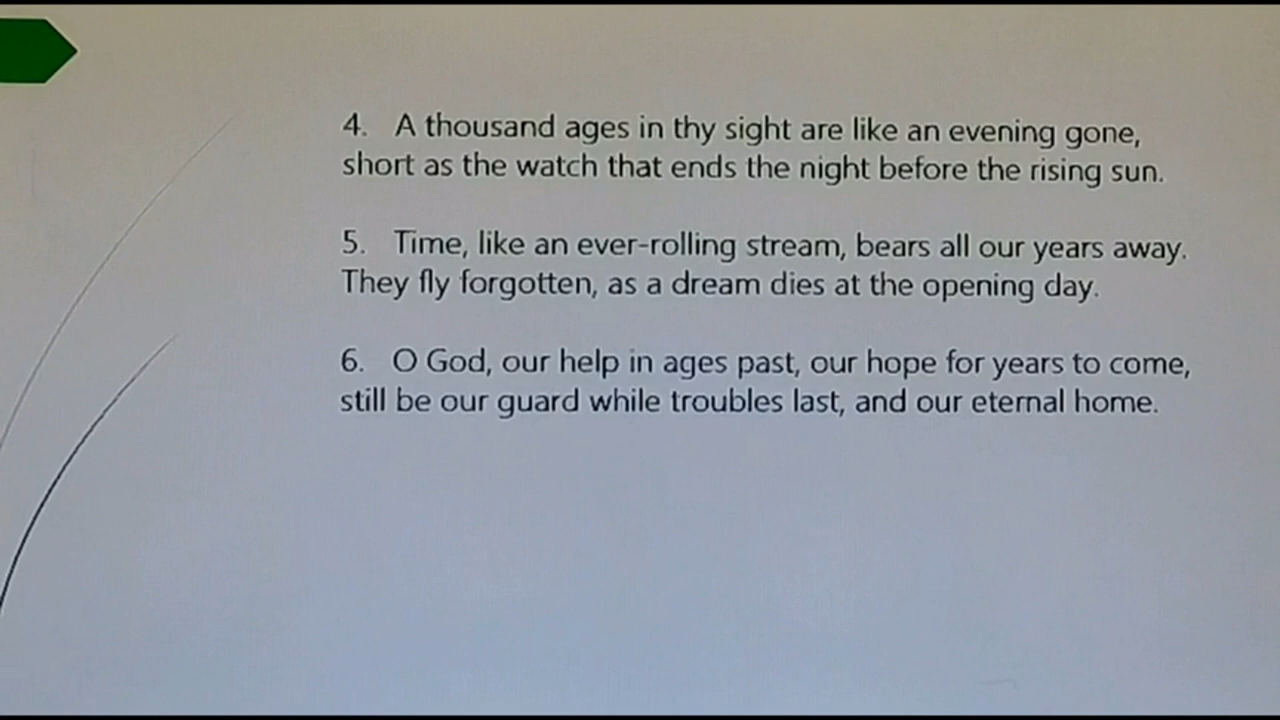 4. A thousand ages in thy sight are like an evening gone,
short as the watch that ends the night before the rising sun.
5. Time, like an ever-rolling stream, bears all our years away.
They fly forgotten, as a dream dies at the opening day.
6. O God, our help in ages past, our hope for years to come,
still be our guard while troubles last, and our eternal home.